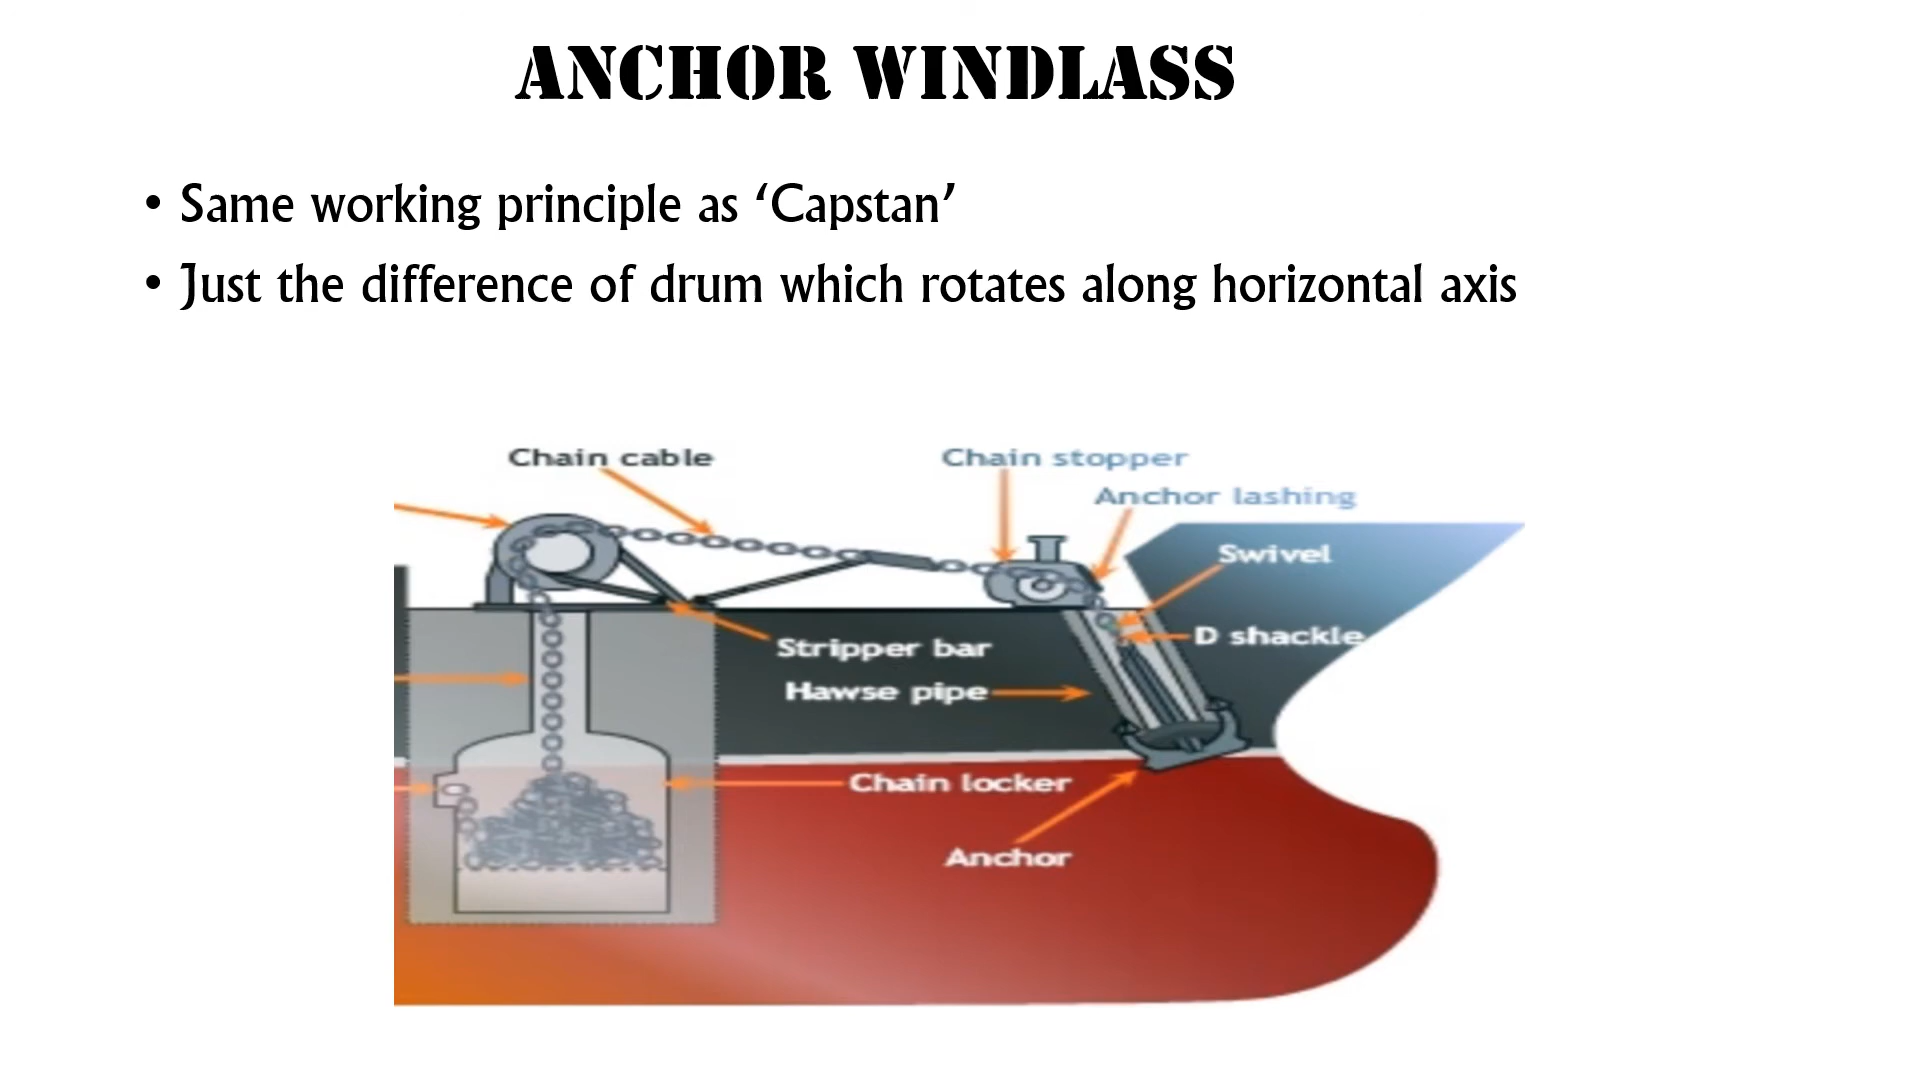 ANCHOR WINDLASS
• Same working principle as ‘Capstan’
• Just the difference of drum which rotates along horizontal axis
Chain cable
Chain stopper
Anchor lashing
Swivel
D shackle
Stripper bar
Hawse pipe
Chain locker
Anchor